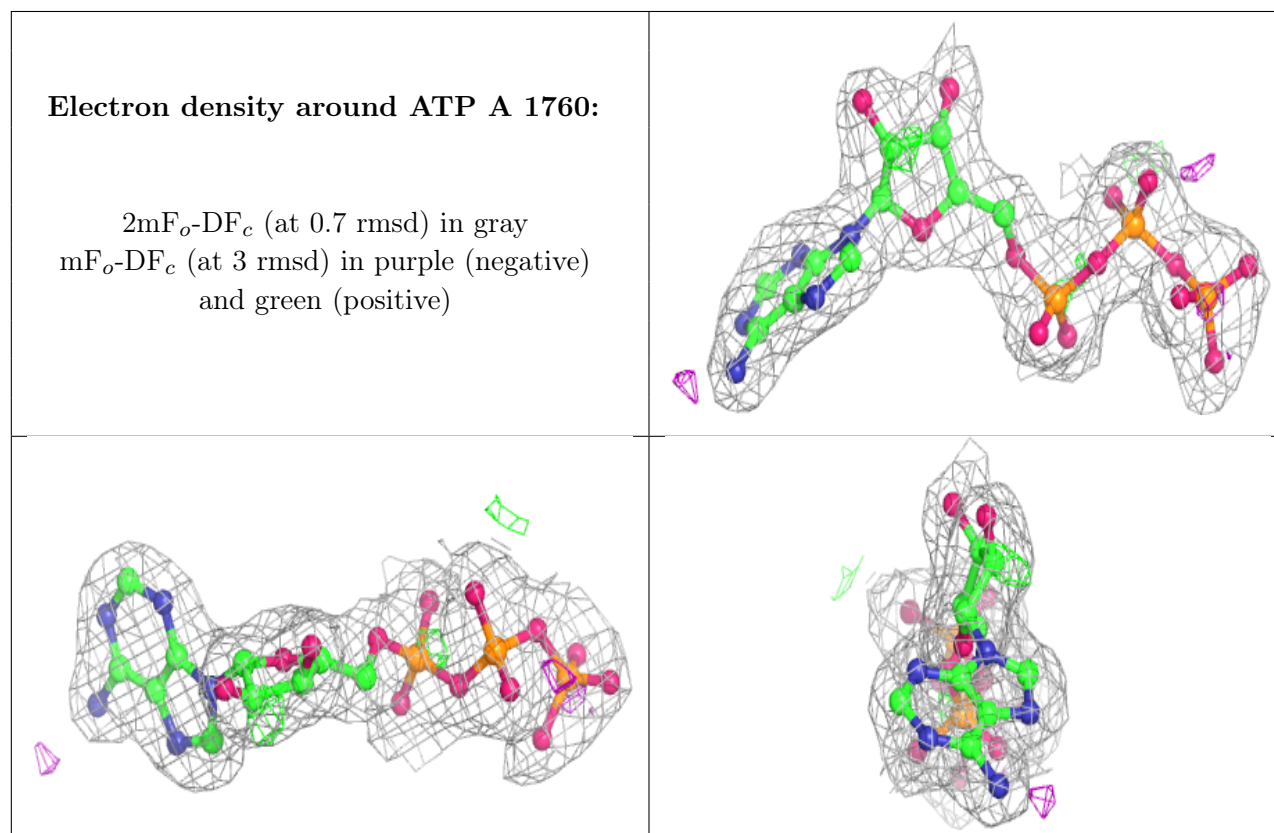 Electron density around ATP A 1760:
2mFₒ-DF𝒸 (at 0.7 rmsd) in gray
mFₒ-DF𝒸 (at 3 rmsd) in purple (negative)
and green (positive)